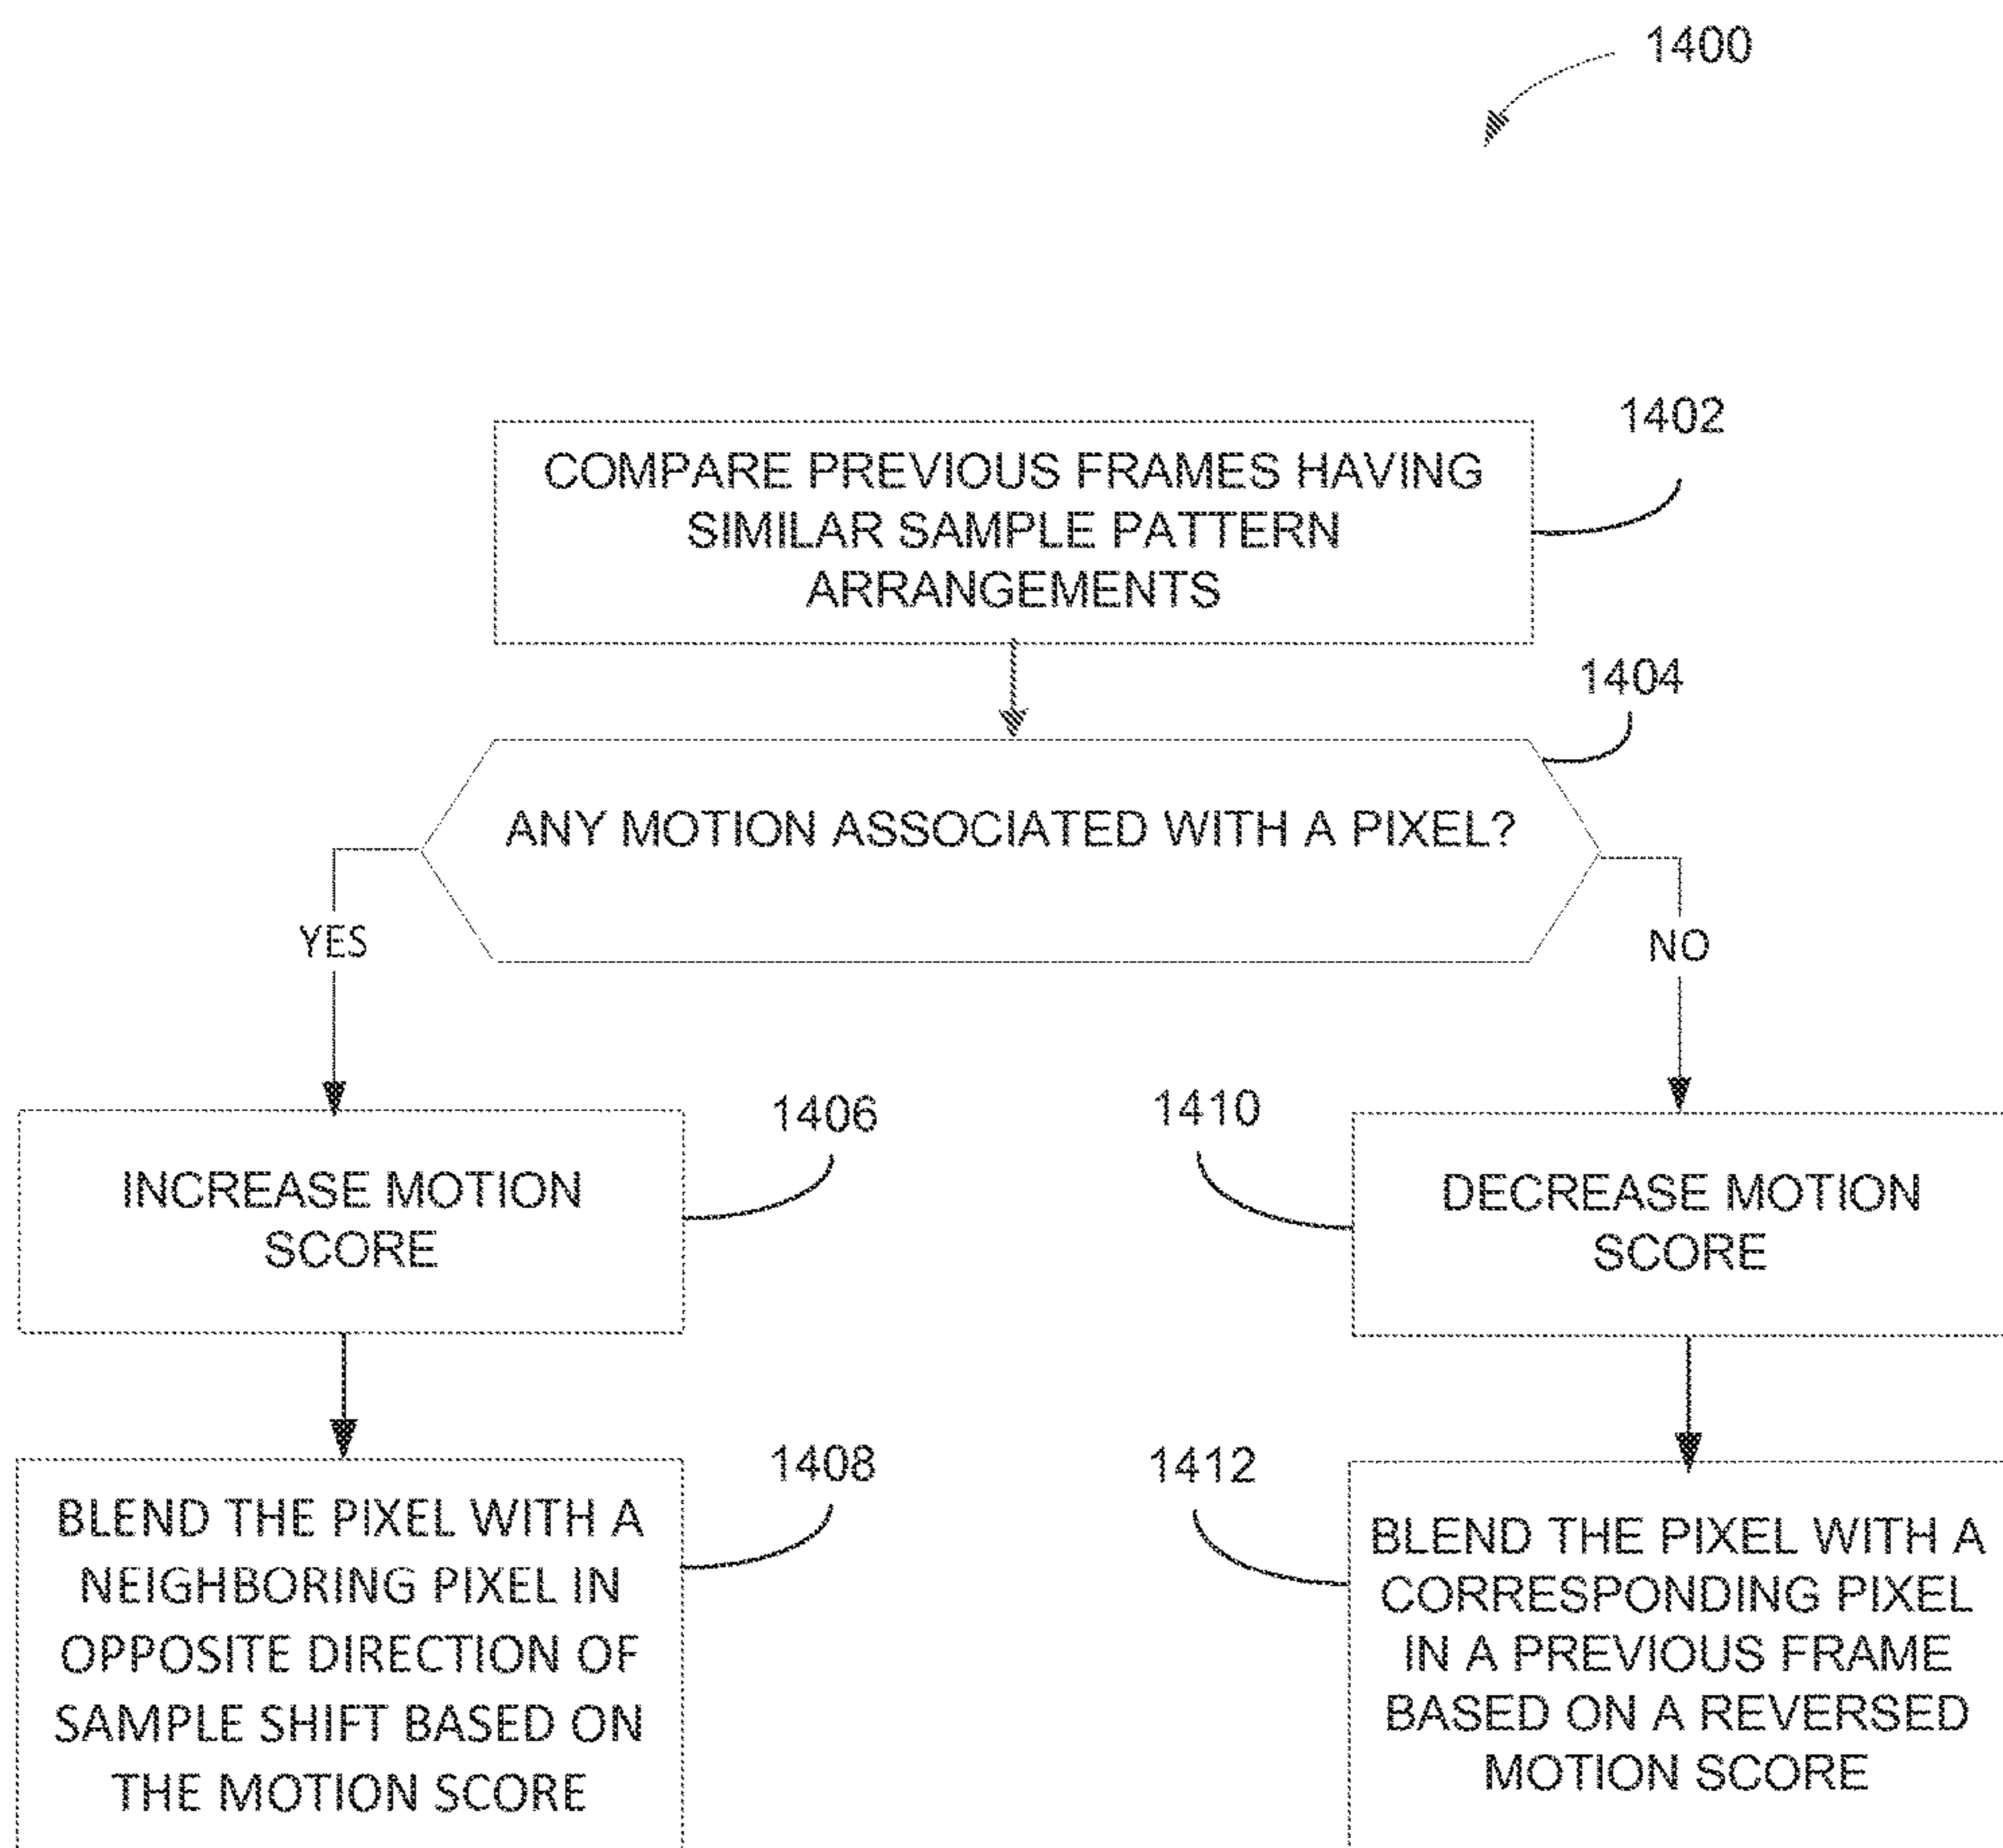 1400
1402
COMPARE PREVIOUS FRAMES HAVING
SIMILAR SAMPLE PATTERN
ARRANGEMENTS
1404
ANY MOTION ASSOCIATED WITH A PIXEL?
YES
NO
1406
INCREASE MOTION
SCORE
1410
DECREASE MOTION
SCORE
1408
BLEND THE PIXEL WITH A
NEIGHBORING PIXEL IN
OPPOSITE DIRECTION OF
SAMPLE SHIFT BASED ON
THE MOTION SCORE
1412
BLEND THE PIXEL WITH A
CORRESPONDING PIXEL
IN A PREVIOUS FRAME
BASED ON A REVERSED
MOTION SCORE